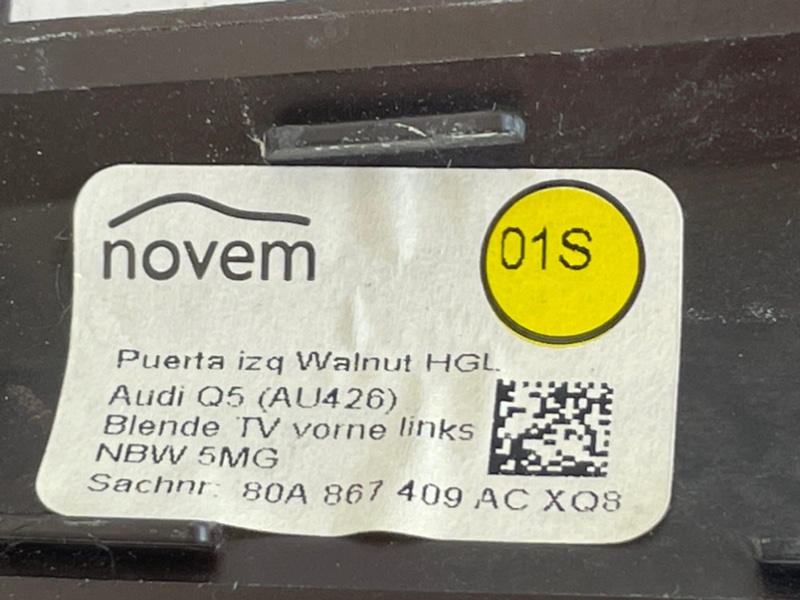 novem
01S
Puerta izq Walnut HGL
Audi Q5 (AU426)
Blende TV vorne links
NBW 5MG
Sachnr: 80A 867 409 AC XQ8